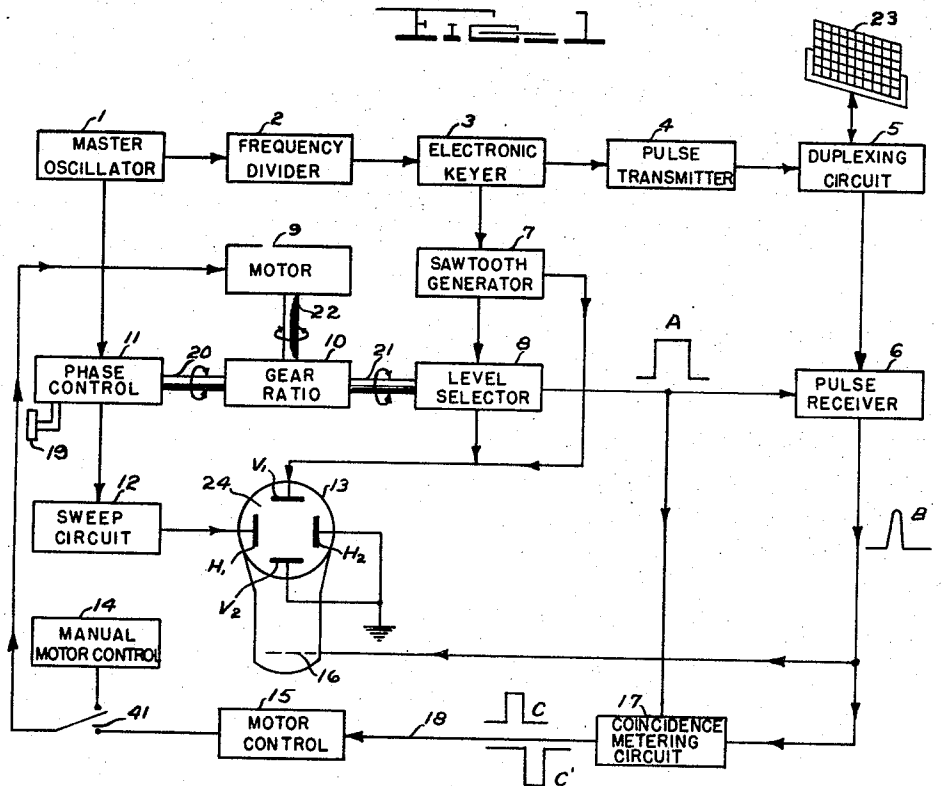 23
1
MASTER
OSCILLATOR
2
FREQUENCY
DIVIDER
3
ELECTRONIC
KEYER
4
PULSE
TRANSMITTER
5
DUPLEXING
CIRCUIT
9
MOTOR
22
7
SAWTOOTH
GENERATOR
A
11
PHASE
CONTROL
20
10
GEAR
RATIO
21
8
LEVEL
SELECTOR
6
PULSE
RECEIVER
19
12
SWEEP
CIRCUIT
24
V1
13
H1
H2
V2
B
14
MANUAL
MOTOR CONTROL
16
41
15
MOTOR
CONTROL
18
C
C'
17
COINCIDENCE
METERING
CIRCUIT